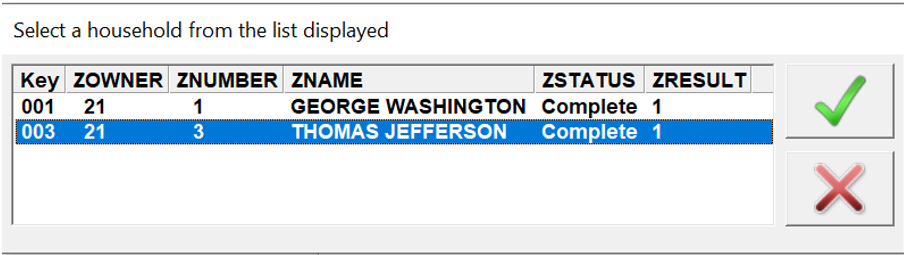 Select a household from the list displayed
Key ZOWNER ZNUMBER ZNAME ZSTATUS ZRESULT
001 21 1 GEORGE WASHINGTON Complete 1
003 21 3 THOMAS JEFFERSON Complete 1